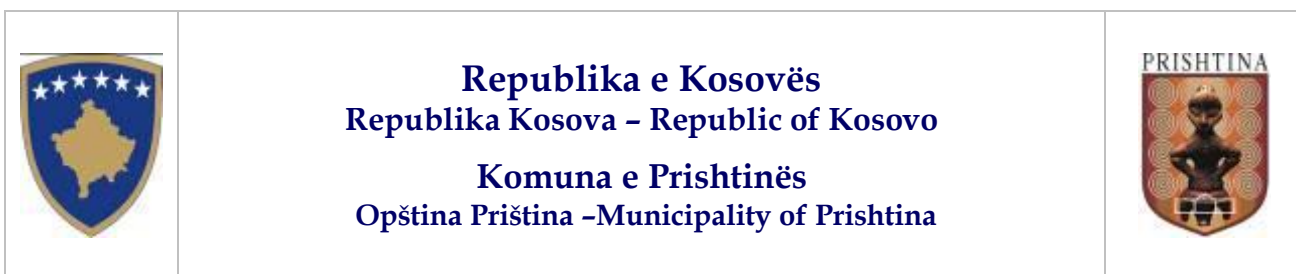 Republika e Kosovës
Republika Kosova – Republic of Kosovo
Komuna e Prishtinës
Opština Priština –Municipality of Prishtina
PRISHTINA